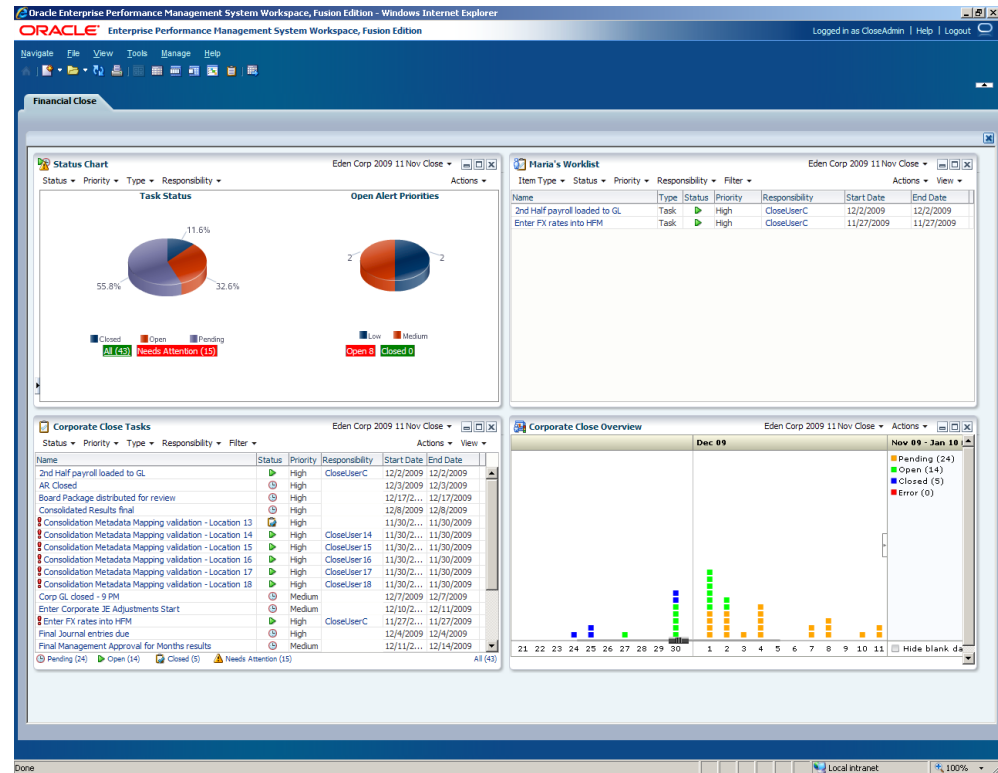 Oracle Enterprise Performance Management System Workspace, Fusion Edition - Windows Internet Explorer
ORACLE Enterprise Performance Management System Workspace, Fusion Edition
Logged in as CloseAdmin | Help | Logout
Navigate File View Tools Manage Help
Financial Close
Status Chart Eden Corp 2009 11 Nov Close
Status Priority Type Responsibility Actions
Task Status Open Alert Priorities
11.6%
2 2
55.8% 32.6%
Closed Open Pending
Low Medium
All (43) Needs Attention (15)
Open 8 Closed 0
Maria's Worklist Eden Corp 2009 11 Nov Close
Item Type Status Priority Responsibility Filter Actions View
Name Type Status Priority Responsibility Start Date End Date
2nd Half payroll loaded to GL Task High CloseUserC 12/2/2009 12/2/2009
Enter FX rates into HFM Task High CloseUserC 11/27/2009 11/27/2009
Corporate Close Tasks Eden Corp 2009 11 Nov Close
Status Priority Type Responsibility Filter Actions View
Name Status Priority Responsibility Start Date End Date
2nd Half payroll loaded to GL High CloseUserC 12/2/2009 12/2/2009
AR Closed High 12/3/2009 12/3/2009
Board Package distributed for review High 12/17/2... 12/17/2009
Consolidated Results final High 12/8/2009 12/8/2009
Consolidation Metadata Mapping validation - Location 13 High 11/30/2... 11/30/2009
Consolidation Metadata Mapping validation - Location 14 High CloseUser14 11/30/2... 11/30/2009
Consolidation Metadata Mapping validation - Location 15 High CloseUser15 11/30/2... 11/30/2009
Consolidation Metadata Mapping validation - Location 16 High CloseUser16 11/30/2... 11/30/2009
Consolidation Metadata Mapping validation - Location 17 High CloseUser17 11/30/2... 11/30/2009
Consolidation Metadata Mapping validation - Location 18 High CloseUser18 11/30/2... 11/30/2009
Corp GL closed - 9 PM Medium 12/7/2009 12/7/2009
Enter Corporate JE Adjustments Start Medium 12/10/2... 12/11/2009
Enter FX rates into HFM High CloseUserC 11/27/2... 11/27/2009
Final Journal entries due High 12/4/2009 12/4/2009
Final Management Approval for Months results Medium 12/11/2... 12/14/2009
Pending (24) Open (14) Closed (5) Needs Attention (15) All (43)
Corporate Close Overview Eden Corp 2009 11 Nov Close Actions
Dec 09 Nov 09 - Jan 10
Pending (24)
Open (14)
Closed (5)
Error (0)
21 22 23 24 25 26 27 28 29 30 1 2 3 4 5 6 7 8 9 10 11 Hide blank da
Done Local intranet 100%